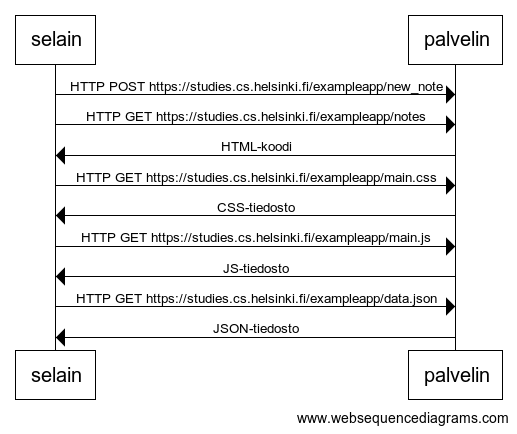 selain palvelin
HTTP POST https://studies.cs.helsinki.fi/exampleapp/new_note
HTTP GET https://studies.cs.helsinki.fi/exampleapp/notes
HTML-koodi
HTTP GET https://studies.cs.helsinki.fi/exampleapp/main.css
CSS-tiedosto
HTTP GET https://studies.cs.helsinki.fi/exampleapp/main.js
JS-tiedosto
HTTP GET https://studies.cs.helsinki.fi/exampleapp/data.json
JSON-tiedosto
selain palvelin
www.websequencediagrams.com